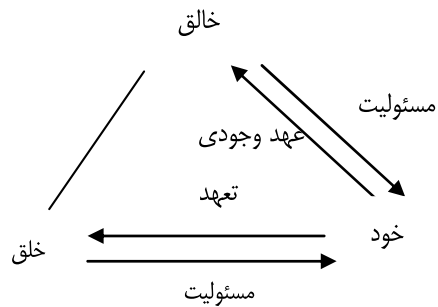 خالق
مسئولیت
عهد وجودی
تعهد
خود
خلق
مسئولیت